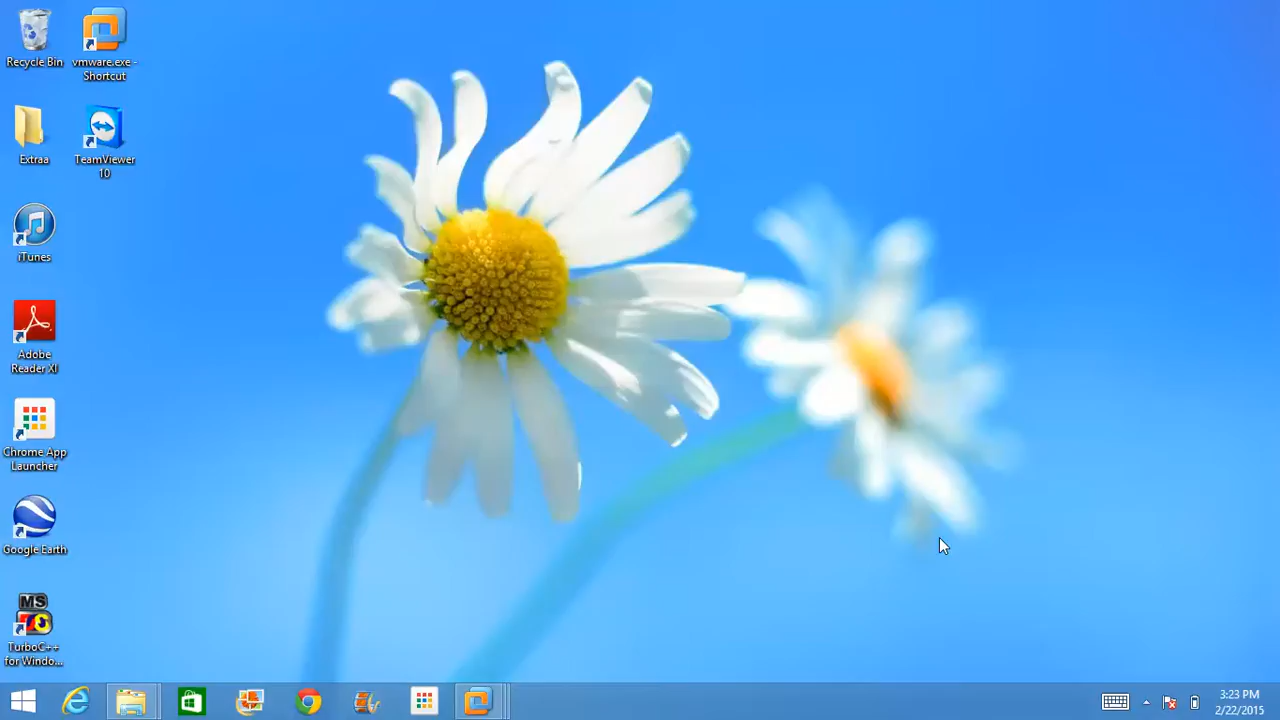 Recycle Bin
vmware.exe -
Shortcut
Extraa
TeamViewer
10
iTunes
Adobe
Reader XI
Chrome App
Launcher
Google Earth
MS
TurboC++
for Windo...
3:23 PM
2/22/2015